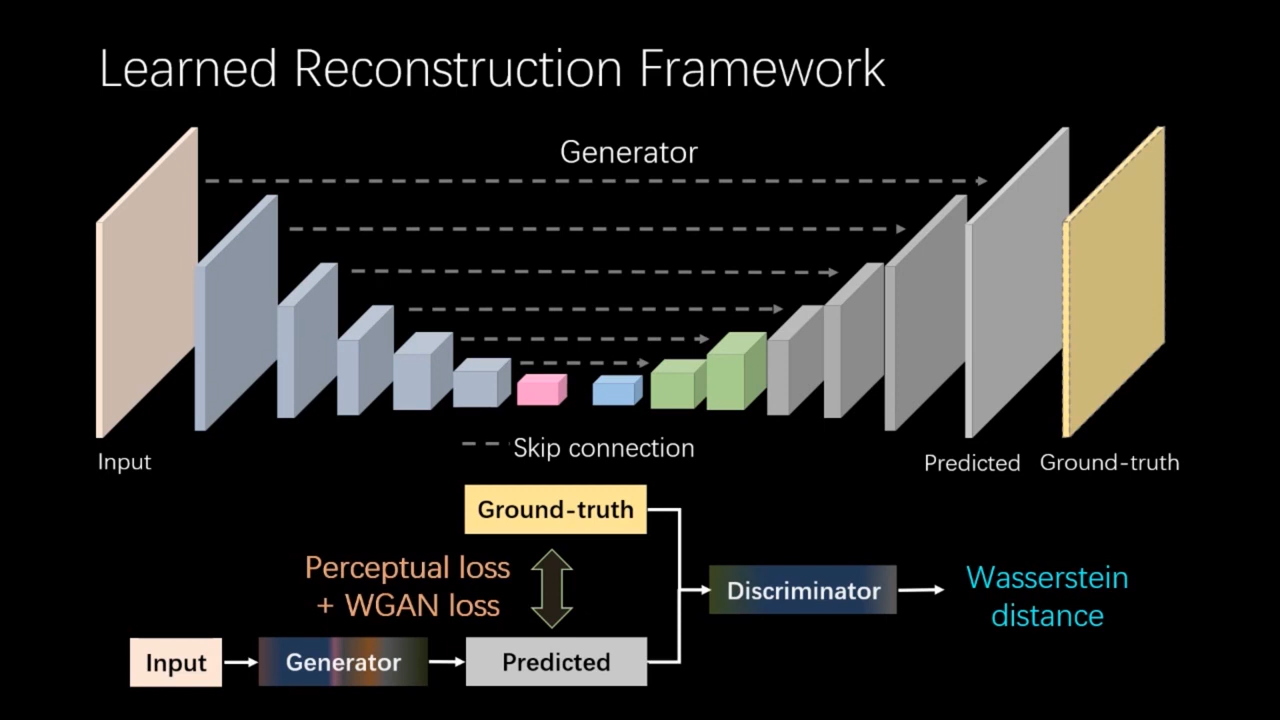 Learned Reconstruction Framework
Generator
Skip connection
Input
Predicted
Ground-truth
Ground-truth
Perceptual loss
+ WGAN loss
Discriminator
Wasserstein
distance
Input
Generator
Predicted